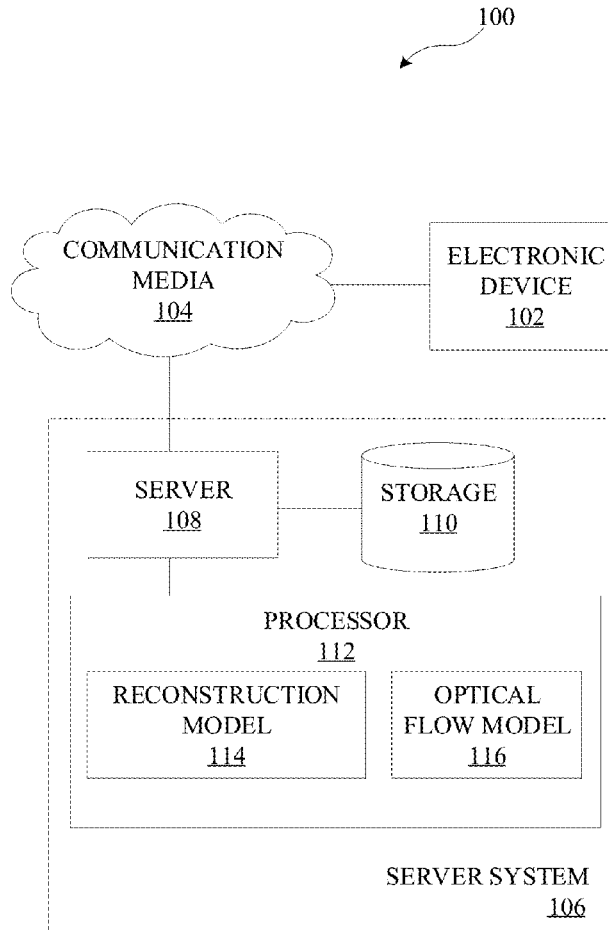 100
COMMUNICATION
MEDIA
104
ELECTRONIC
DEVICE
102
SERVER
108
STORAGE
110
PROCESSOR
112
RECONSTRUCTION
MODEL
114
OPTICAL
FLOW MODEL
116
SERVER SYSTEM
106